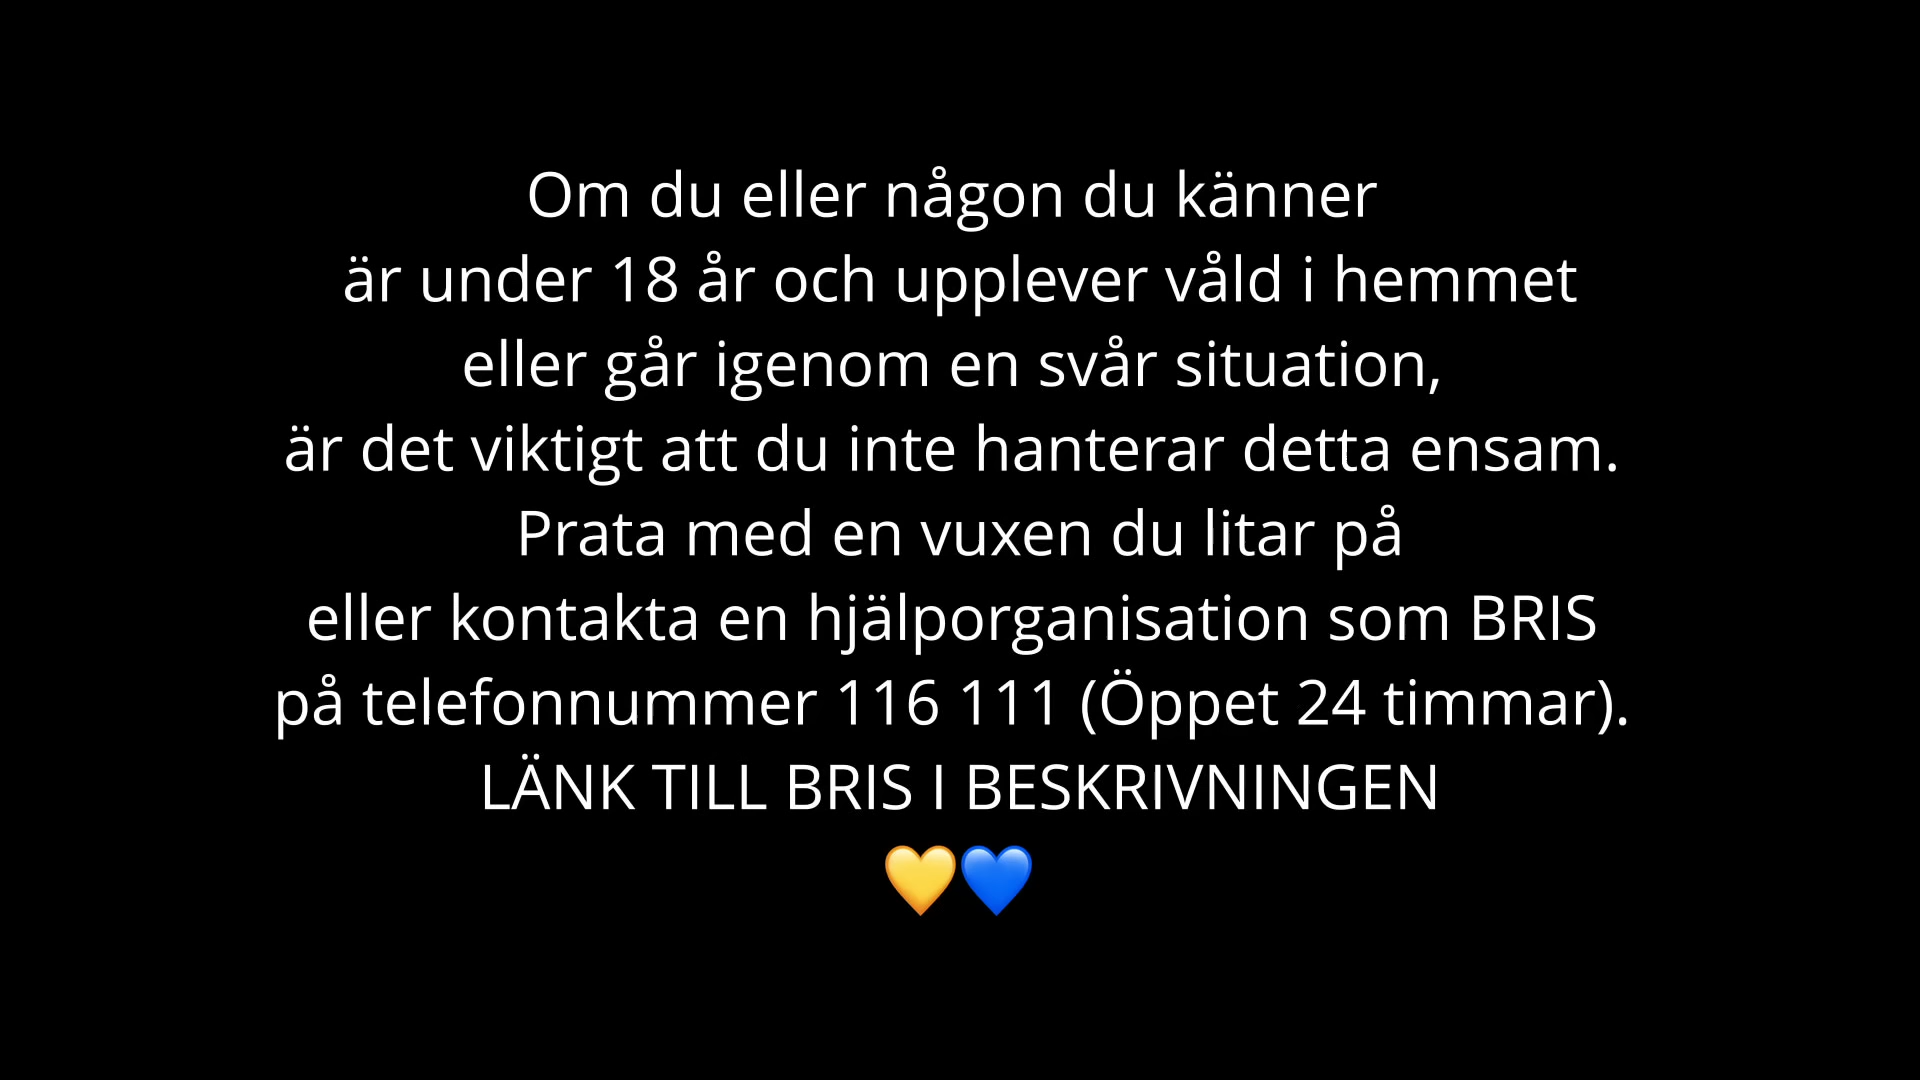 Om du eller någon du känner
är under 18 år och upplever våld i hemmet
eller går igenom en svår situation,
är det viktigt att du inte hanterar detta ensam.
Prata med en vuxen du litar på
eller kontakta en hjälporganisation som BRIS
på telefonnummer 116 111 (Öppet 24 timmar).
LÄNK TILL BRIS I BESKRIVNINGEN
💛💙